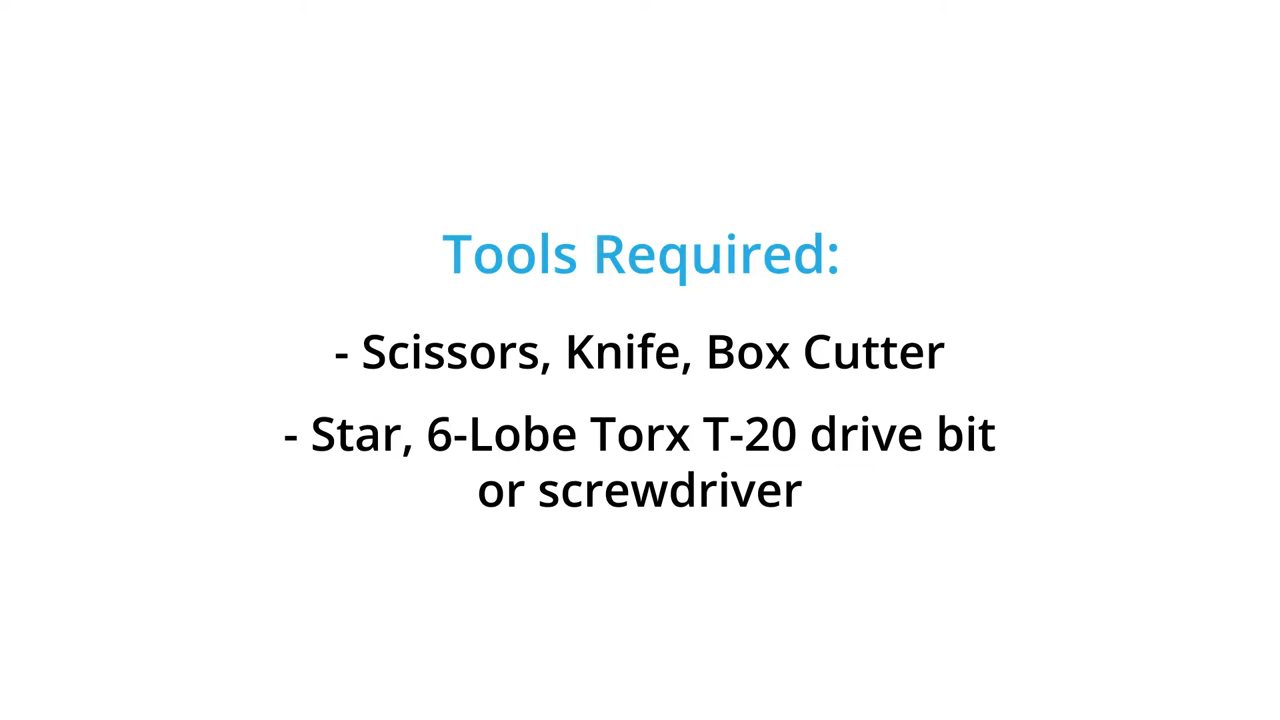 Tools Required:
- Scissors, Knife, Box Cutter
- Star, 6-Lobe Torx T-20 drive bit
or screwdriver